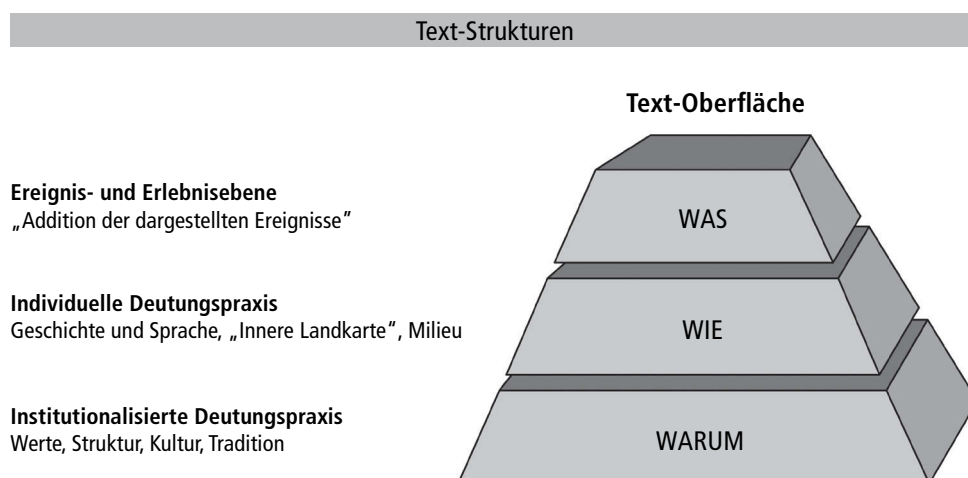 Text-Strukturen
Text-Oberfläche
Ereignis- und Erlebnisebene
„Addition der dargestellten Ereignisse"
WAS
Individuelle Deutungspraxis
Geschichte und Sprache, „Innere Landkarte", Milieu
WIE
Institutionalisierte Deutungspraxis
Werte, Struktur, Kultur, Tradition
WARUM